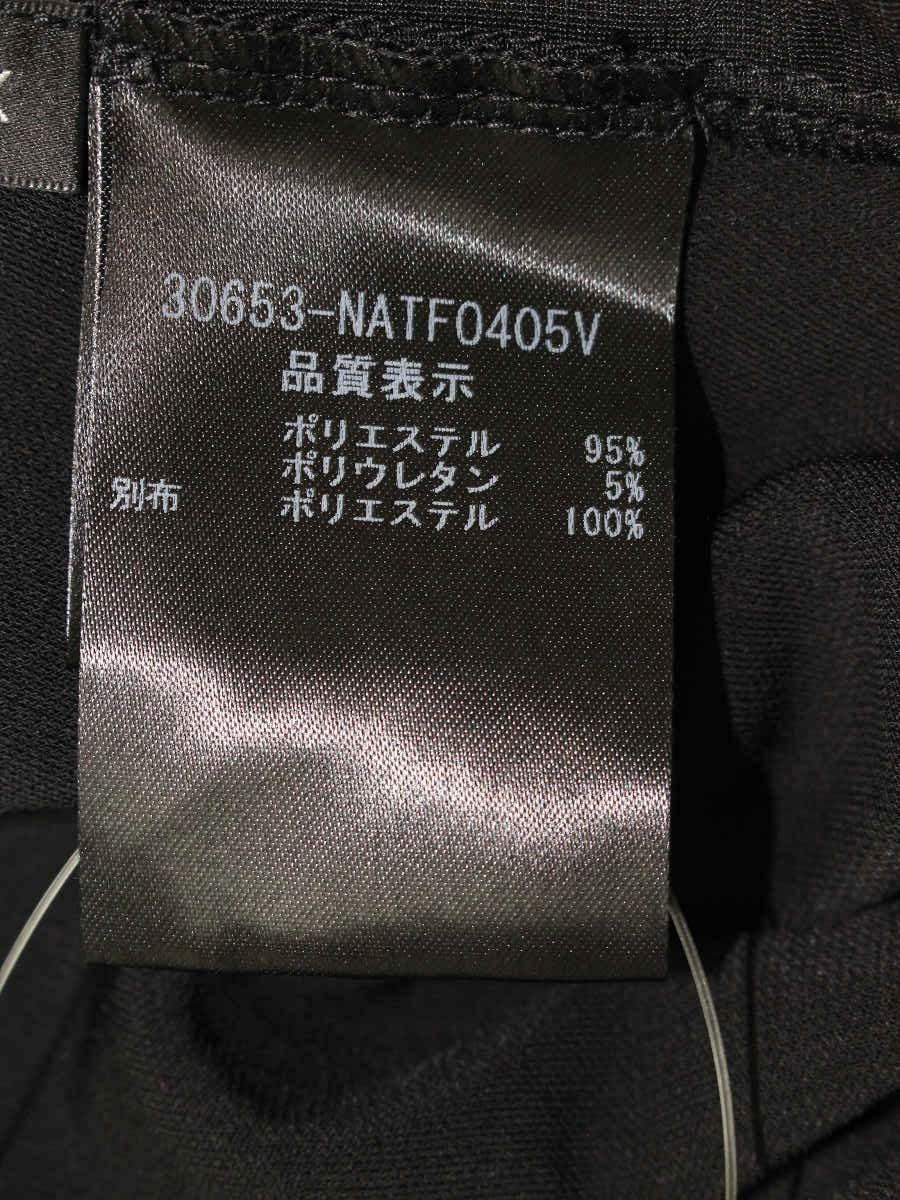 30653-NATF0405V
品質表示
ポリエステル 95%
ポリウレタン 5%
別布 ポリエステル 100%